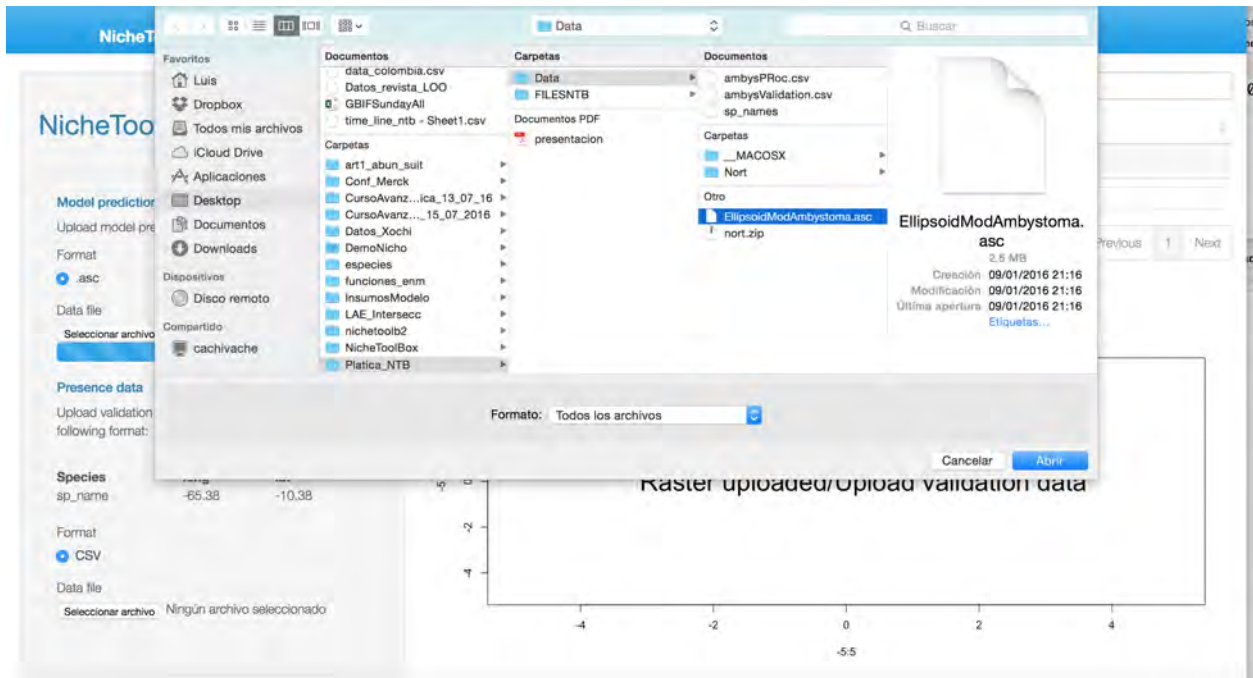 NicheT
Data
Buscar
Favoritos
Luis
Dropbox
Todos mis archivos
iCloud Drive
Aplicaciones
Desktop
Documentos
Downloads
Dispositivos
Disco remoto
Compartido
cachivache
Documentos
data_colombia.csv
Datos_revista_LOO
GBIFSundayAll
time_line_ntb - Sheet1.csv
Carpetas
art1_abun_suit
Conf_Merck
CursoAvanz...ica_13_07_16
CursoAvanz..._15_07_2016
Datos_Xochi
DemoNicho
especies
funciones_enm
InsumosModelo
LAE_Intersecc
nichetoolb2
NicheToolBox
Platica_NTB
Carpetas
Data
FILESNTB
Documentos PDF
presentacion
Documentos
ambysPRoc.csv
ambysValidation.csv
sp_names
Carpetas
__MACOSX
Nort
Otro
EllipsoidModAmbystoma.asc
nort.zip
EllipsoidModAmbystoma.
asc
2.5 MB
Creación 09/01/2016 21:16
Modificación 09/01/2016 21:16
Última apertura 09/01/2016 21:16
Etiquetas...
Formato: Todos los archivos
Cancelar Abrir
NicheToo
Model prediction
Upload model pre
Format
.asc
Data file
Seleccionar archivo
Presence data
Upload validation
following format:
Species
sp_name -65.38 -10.38
Format
CSV
Data file
Seleccionar archivo Ningún archivo seleccionado
Previous 1 Next
Raster uploaded/Upload validation data
-2
-4
-4 -2 0 2 4
-5:5